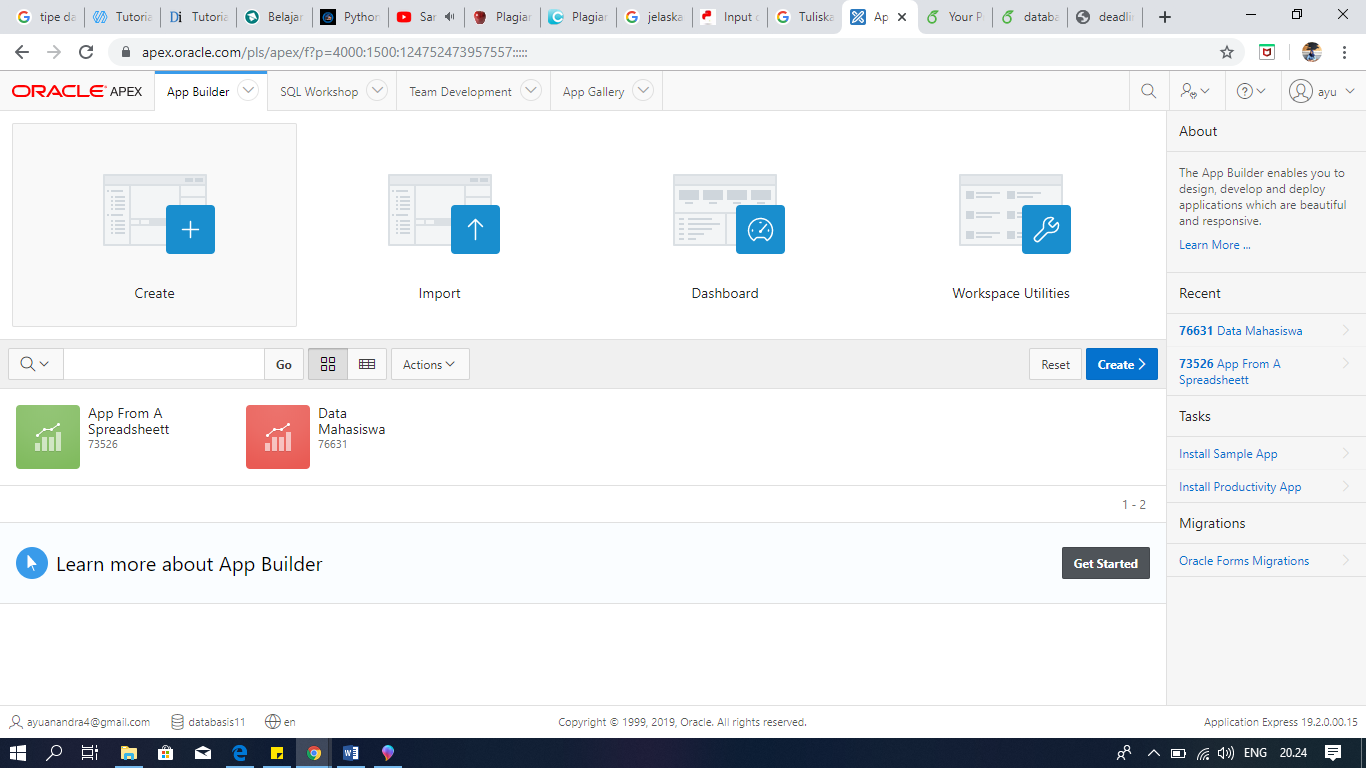 tipe da
Tutoria
Tutoria
Belajar
Python
Sar
Plagiar
Plagiar
jelaska
Input
Tuliska
Ap
Your P
databa
deadli
apex.oracle.com/pls/apex/f?p=4000:1500:124752473957557:::::
ORACLE APEX
App Builder
SQL Workshop
Team Development
App Gallery
ayu
Create
Import
Dashboard
Workspace Utilities
Go
Actions
Reset
Create
App From A
Spreadsheett
73526
Data
Mahasiswa
76631
1 - 2
Learn more about App Builder
Get Started
About
The App Builder enables you to
design, develop and deploy
applications which are beautiful
and responsive.
Learn More ...
Recent
76631 Data Mahasiswa
73526 App From A
Spreadsheett
Tasks
Install Sample App
Install Productivity App
Migrations
Oracle Forms Migrations
ayuanandra4@gmail.com
databasis11
en
Copyright © 1999, 2019, Oracle. All rights reserved.
Application Express 19.2.0.00.15
ENG
20.24